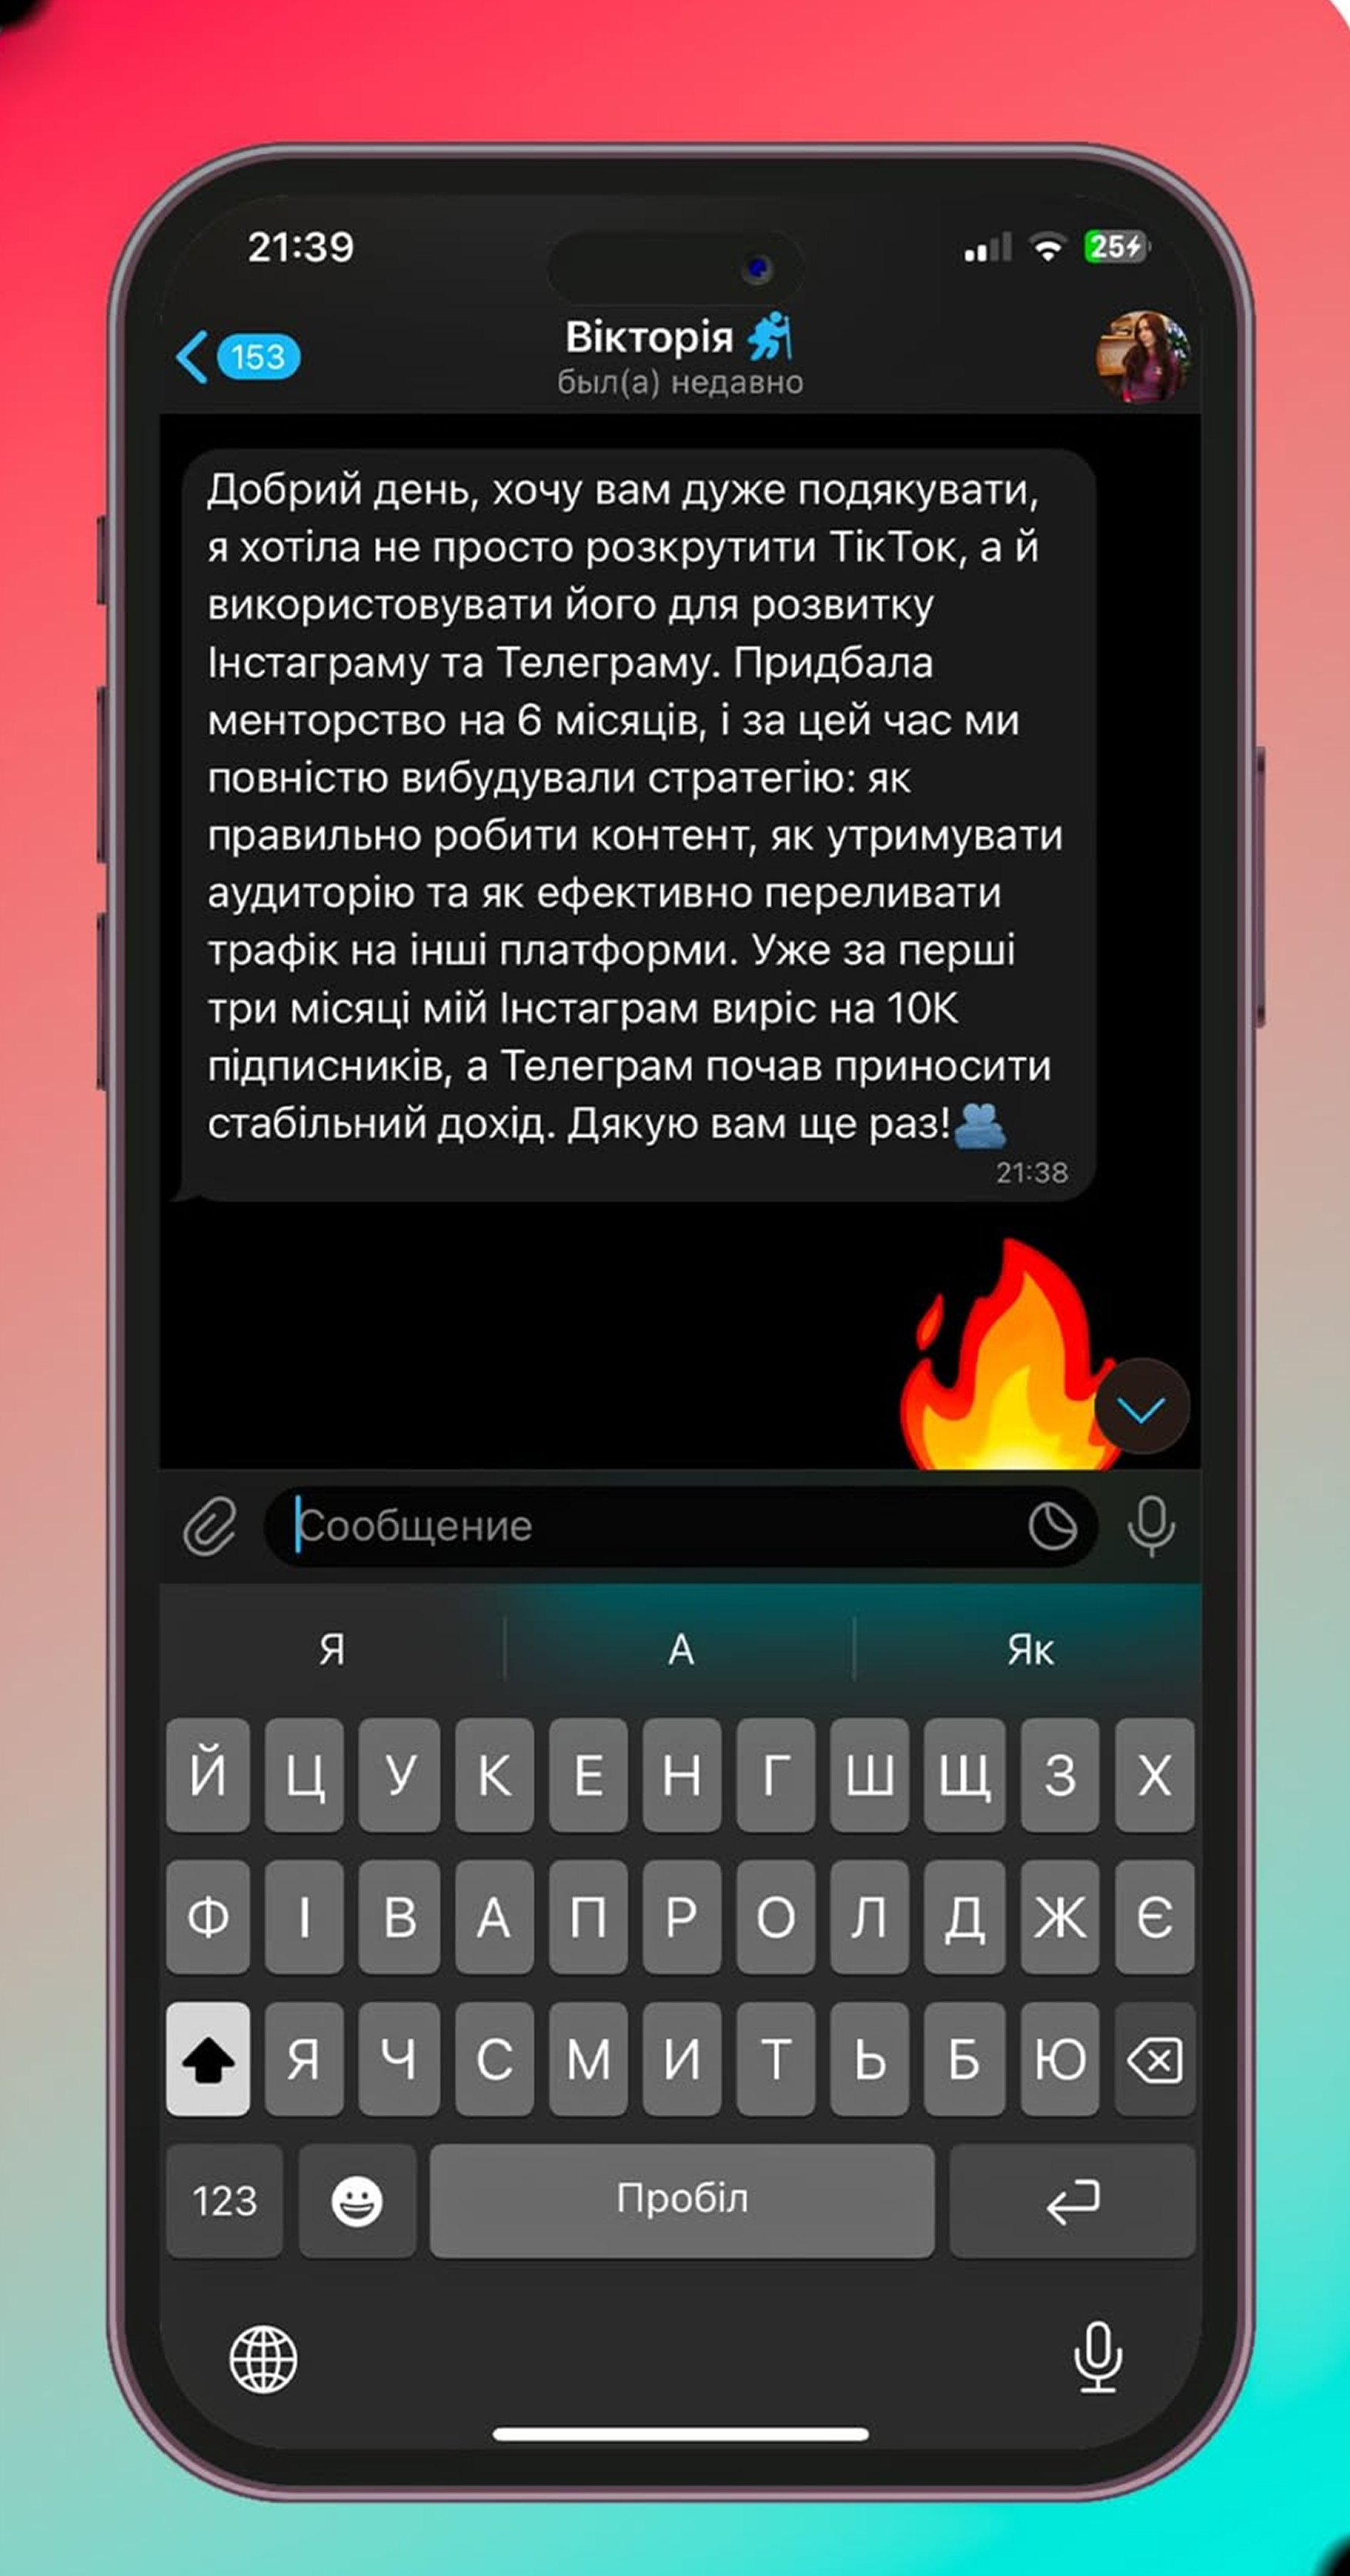 21:39
25
153
Вікторія
был(а) недавно
Добрий день, хочу вам дуже подякувати,
я хотіла не просто розкрутити ТікТок, а й
використовувати його для розвитку
Інстаграму та Телеграму. Придбала
менторство на 6 місяців, і за цей час ми
повністю вибудували стратегію: як
правильно робити контент, як утримувати
аудиторію та як ефективно переливати
трафік на інші платформи. Уже за перші
три місяці мій Інстаграм виріс на 10К
підписників, а Телеграм почав приносити
стабільний дохід. Дякую вам ще раз!🫂
21:38
Сообщение
Я А Як
Й Ц У К Е Н Г Ш Щ З Х
Ф І В А П Р О Л Д Ж Є
Я Ч С М И Т Ь Б Ю
123 Пробіл